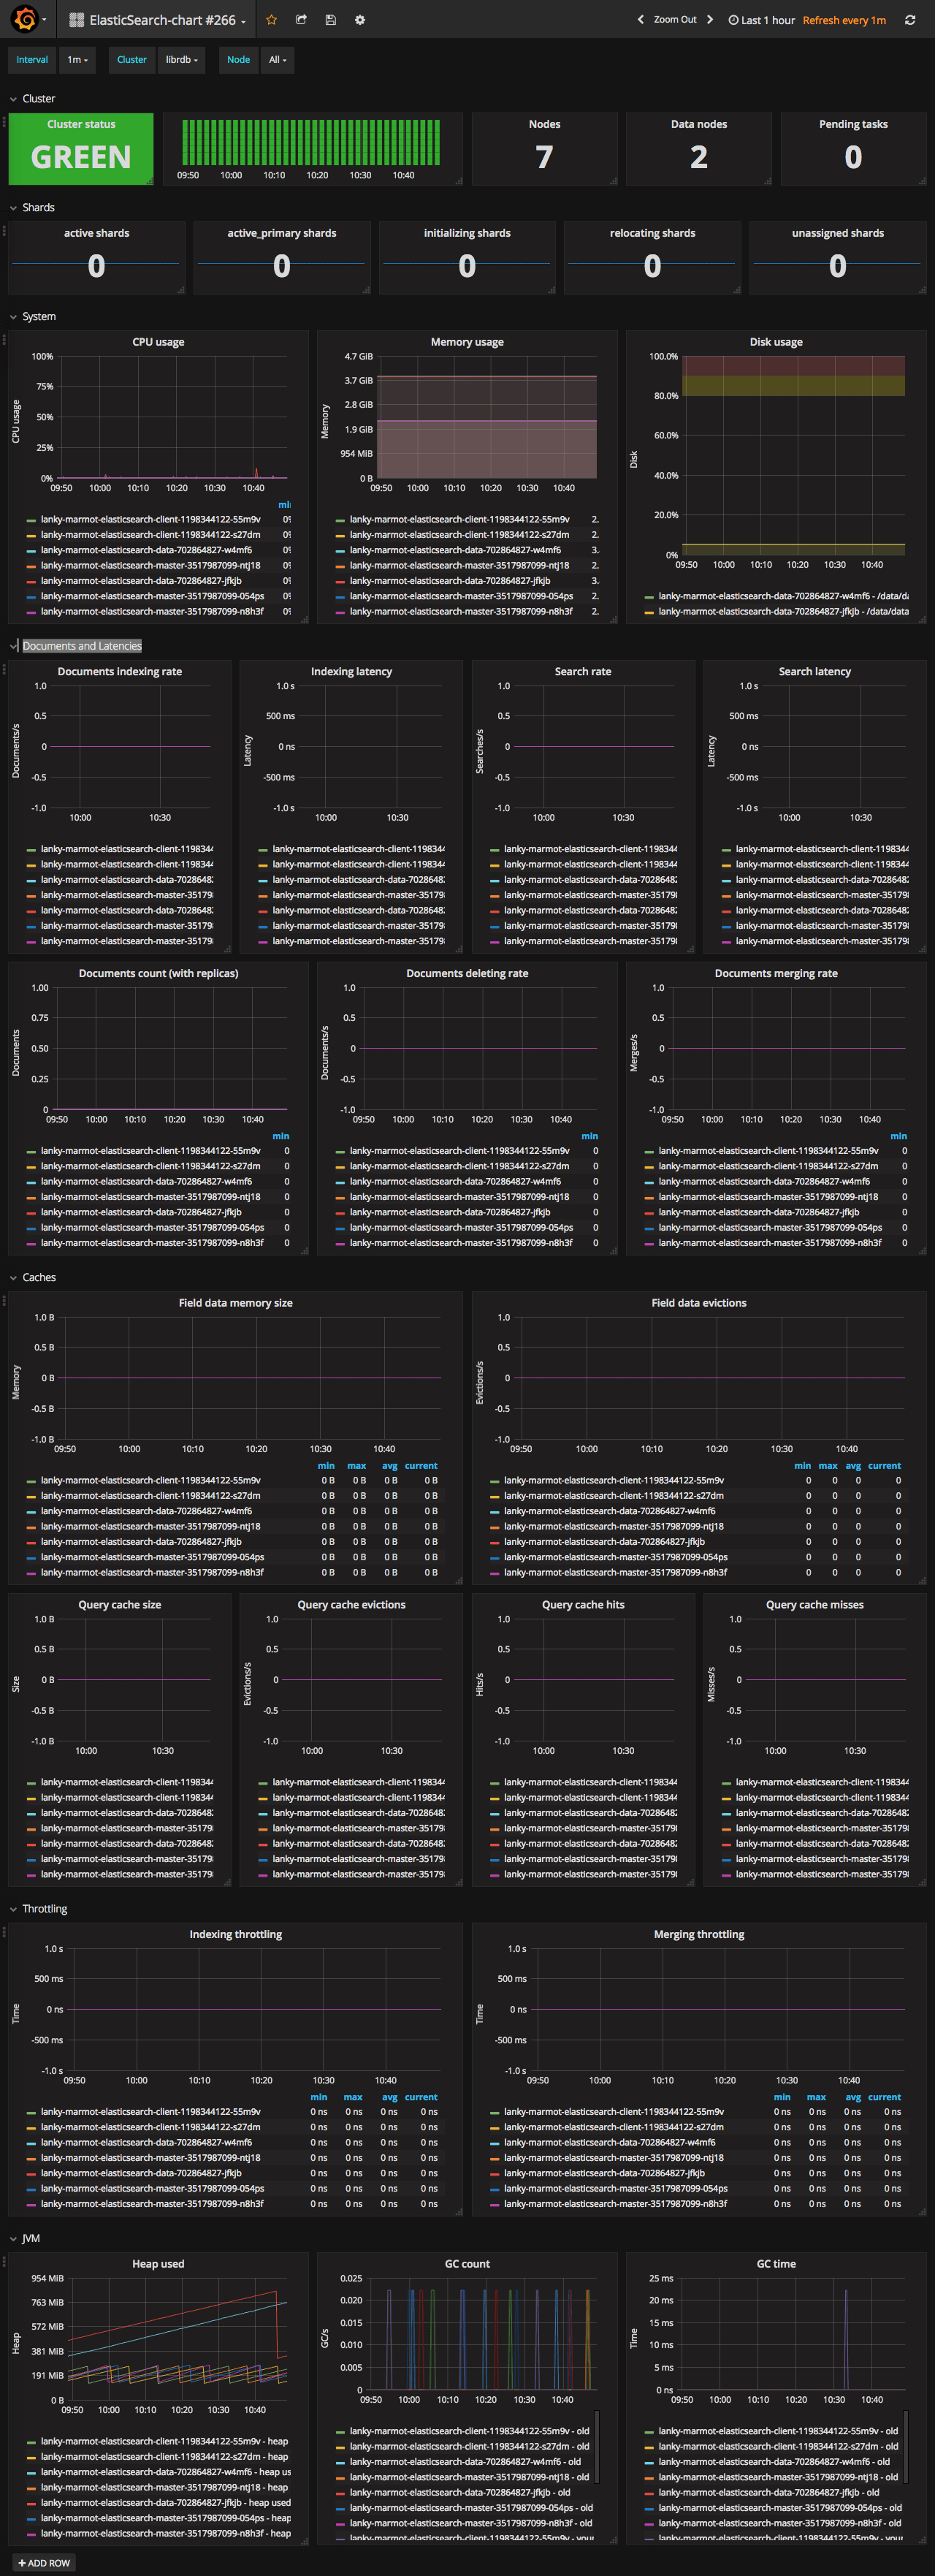 ElasticSearch-chart #266
Zoom Out
Last 1 hour Refresh every 1m
Interval 1m Cluster librdb Node All
Cluster
Cluster status
GREEN
09:50 10:00 10:10 10:20 10:30 10:40
Nodes
7
Data nodes
2
Pending tasks
0
Shards
active shards
0
active_primary shards
0
initializing shards
0
relocating shards
0
unassigned shards
0
System
CPU usage
CPU usage
100%
75%
50%
25%
0%
09:50 10:00 10:10 10:20 10:30 10:40
min
lanky-marmot-elasticsearch-client-1198344122-55m9v 0%
lanky-marmot-elasticsearch-client-1198344122-s27dm 0%
lanky-marmot-elasticsearch-data-702864827-w4mf6 0%
lanky-marmot-elasticsearch-master-3517987099-ntj18 0%
lanky-marmot-elasticsearch-data-702864827-jfkjb 0%
lanky-marmot-elasticsearch-master-3517987099-054ps 0%
lanky-marmot-elasticsearch-master-3517987099-n8h3f 0%
Memory usage
Memory
4.7 GiB
3.7 GiB
2.8 GiB
1.9 GiB
954 MiB
0 B
09:50 10:00 10:10 10:20 10:30 10:40
lanky-marmot-elasticsearch-client-1198344122-55m9v 2.
lanky-marmot-elasticsearch-client-1198344122-s27dm 2.
lanky-marmot-elasticsearch-data-702864827-w4mf6 3.
lanky-marmot-elasticsearch-master-3517987099-ntj18 2.
lanky-marmot-elasticsearch-data-702864827-jfkjb 3.
lanky-marmot-elasticsearch-master-3517987099-054ps 2.
lanky-marmot-elasticsearch-master-3517987099-n8h3f 2.
Disk usage
Disk
100.0%
80.0%
60.0%
40.0%
20.0%
0%
09:50 10:00 10:10 10:20 10:30 10:40
lanky-marmot-elasticsearch-data-702864827-w4mf6 - /data/da
lanky-marmot-elasticsearch-data-702864827-jfkjb - /data/data
Documents and Latencies
Documents indexing rate
Documents/s
1.0
0.5
0
-0.5
-1.0
10:00 10:30
lanky-marmot-elasticsearch-client-1198344
lanky-marmot-elasticsearch-client-1198344
lanky-marmot-elasticsearch-data-70286482
lanky-marmot-elasticsearch-master-35179
lanky-marmot-elasticsearch-data-70286482
lanky-marmot-elasticsearch-master-35179
lanky-marmot-elasticsearch-master-35179
Indexing latency
Latency
1.0 s
500 ms
0 ns
-500 ms
-1.0 s
10:00 10:30
lanky-marmot-elasticsearch-client-1198344
lanky-marmot-elasticsearch-client-1198344
lanky-marmot-elasticsearch-data-70286482
lanky-marmot-elasticsearch-master-35179
lanky-marmot-elasticsearch-data-70286482
lanky-marmot-elasticsearch-master-35179
lanky-marmot-elasticsearch-master-35179
Search rate
Searches/s
1.0
0.5
0
-0.5
-1.0
10:00 10:30
lanky-marmot-elasticsearch-client-1198344
lanky-marmot-elasticsearch-client-1198344
lanky-marmot-elasticsearch-data-70286482
lanky-marmot-elasticsearch-master-35179
lanky-marmot-elasticsearch-data-70286482
lanky-marmot-elasticsearch-master-35179
lanky-marmot-elasticsearch-master-35179
Search latency
Latency
1.0 s
500 ms
0 ns
-500 ms
-1.0 s
10:00 10:30
lanky-marmot-elasticsearch-client-1198344
lanky-marmot-elasticsearch-client-1198344
lanky-marmot-elasticsearch-data-70286482
lanky-marmot-elasticsearch-master-35179
lanky-marmot-elasticsearch-data-70286482
lanky-marmot-elasticsearch-master-35179
lanky-marmot-elasticsearch-master-35179
Documents count (with replicas)
Documents
1.00
0.75
0.50
0.25
0
09:50 10:00 10:10 10:20 10:30 10:40
min
lanky-marmot-elasticsearch-client-1198344122-55m9v 0
lanky-marmot-elasticsearch-client-1198344122-s27dm 0
lanky-marmot-elasticsearch-data-702864827-w4mf6 0
lanky-marmot-elasticsearch-master-3517987099-ntj18 0
lanky-marmot-elasticsearch-data-702864827-jfkjb 0
lanky-marmot-elasticsearch-master-3517987099-054ps 0
lanky-marmot-elasticsearch-master-3517987099-n8h3f 0
Documents deleting rate
Documents/s
1.0
0.5
0
-0.5
-1.0
09:50 10:00 10:10 10:20 10:30 10:40
min
lanky-marmot-elasticsearch-client-1198344122-55m9v 0
lanky-marmot-elasticsearch-client-1198344122-s27dm 0
lanky-marmot-elasticsearch-data-702864827-w4mf6 0
lanky-marmot-elasticsearch-master-3517987099-ntj18 0
lanky-marmot-elasticsearch-data-702864827-jfkjb 0
lanky-marmot-elasticsearch-master-3517987099-054ps 0
lanky-marmot-elasticsearch-master-3517987099-n8h3f 0
Documents merging rate
Merges/s
1.0
0.5
0
-0.5
-1.0
09:50 10:00 10:10 10:20 10:30 10:40
min
lanky-marmot-elasticsearch-client-1198344122-55m9v 0
lanky-marmot-elasticsearch-client-1198344122-s27dm 0
lanky-marmot-elasticsearch-data-702864827-w4mf6 0
lanky-marmot-elasticsearch-master-3517987099-ntj18 0
lanky-marmot-elasticsearch-data-702864827-jfkjb 0
lanky-marmot-elasticsearch-master-3517987099-054ps 0
lanky-marmot-elasticsearch-master-3517987099-n8h3f 0
Caches
Field data memory size
Memory
1.0 B
0.5 B
0 B
-0.5 B
-1.0 B
09:50 10:00 10:10 10:20 10:30 10:40
min max avg current
lanky-marmot-elasticsearch-client-1198344122-55m9v 0 B 0 B 0 B 0 B
lanky-marmot-elasticsearch-client-1198344122-s27dm 0 B 0 B 0 B 0 B
lanky-marmot-elasticsearch-data-702864827-w4mf6 0 B 0 B 0 B 0 B
lanky-marmot-elasticsearch-master-3517987099-ntj18 0 B 0 B 0 B 0 B
lanky-marmot-elasticsearch-data-702864827-jfkjb 0 B 0 B 0 B 0 B
lanky-marmot-elasticsearch-master-3517987099-054ps 0 B 0 B 0 B 0 B
lanky-marmot-elasticsearch-master-3517987099-n8h3f 0 B 0 B 0 B 0 B
Field data evictions
Evictions/s
1.0
0.5
0
-0.5
-1.0
09:50 10:00 10:10 10:20 10:30 10:40
min max avg current
lanky-marmot-elasticsearch-client-1198344122-55m9v 0 0 0 0
lanky-marmot-elasticsearch-client-1198344122-s27dm 0 0 0 0
lanky-marmot-elasticsearch-data-702864827-w4mf6 0 0 0 0
lanky-marmot-elasticsearch-master-3517987099-ntj18 0 0 0 0
lanky-marmot-elasticsearch-data-702864827-jfkjb 0 0 0 0
lanky-marmot-elasticsearch-master-3517987099-054ps 0 0 0 0
lanky-marmot-elasticsearch-master-3517987099-n8h3f 0 0 0 0
Query cache size
Size
1.0 B
0.5 B
0 B
-0.5 B
-1.0 B
10:00 10:30
lanky-marmot-elasticsearch-client-1198344
lanky-marmot-elasticsearch-client-1198344
lanky-marmot-elasticsearch-data-70286482
lanky-marmot-elasticsearch-master-35179
lanky-marmot-elasticsearch-data-70286482
lanky-marmot-elasticsearch-master-35179
lanky-marmot-elasticsearch-master-35179
Query cache evictions
Evictions/s
1.0
0.5
0
-0.5
-1.0
10:00 10:30
lanky-marmot-elasticsearch-client-1198344
lanky-marmot-elasticsearch-client-1198344
lanky-marmot-elasticsearch-data-70286482
lanky-marmot-elasticsearch-master-35179
lanky-marmot-elasticsearch-data-70286482
lanky-marmot-elasticsearch-master-35179
lanky-marmot-elasticsearch-master-35179
Query cache hits
Hits/s
1.0
0.5
0
-0.5
-1.0
10:00 10:30
lanky-marmot-elasticsearch-client-1198344
lanky-marmot-elasticsearch-client-1198344
lanky-marmot-elasticsearch-data-70286482
lanky-marmot-elasticsearch-master-35179
lanky-marmot-elasticsearch-data-70286482
lanky-marmot-elasticsearch-master-35179
lanky-marmot-elasticsearch-master-35179
Query cache misses
Misses/s
1.0
0.5
0
-0.5
-1.0
10:00 10:30
lanky-marmot-elasticsearch-client-1198344
lanky-marmot-elasticsearch-client-1198344
lanky-marmot-elasticsearch-data-70286482
lanky-marmot-elasticsearch-master-35179
lanky-marmot-elasticsearch-data-70286482
lanky-marmot-elasticsearch-master-35179
lanky-marmot-elasticsearch-master-35179
Throttling
Indexing throttling
Time
1.0 s
500 ms
0 ns
-500 ms
-1.0 s
09:50 10:00 10:10 10:20 10:30 10:40
min max avg current
lanky-marmot-elasticsearch-client-1198344122-55m9v 0 ns 0 ns 0 ns 0 ns
lanky-marmot-elasticsearch-client-1198344122-s27dm 0 ns 0 ns 0 ns 0 ns
lanky-marmot-elasticsearch-data-702864827-w4mf6 0 ns 0 ns 0 ns 0 ns
lanky-marmot-elasticsearch-master-3517987099-ntj18 0 ns 0 ns 0 ns 0 ns
lanky-marmot-elasticsearch-data-702864827-jfkjb 0 ns 0 ns 0 ns 0 ns
lanky-marmot-elasticsearch-master-3517987099-054ps 0 ns 0 ns 0 ns 0 ns
lanky-marmot-elasticsearch-master-3517987099-n8h3f 0 ns 0 ns 0 ns 0 ns
Merging throttling
Time
1.0 s
500 ms
0 ns
-500 ms
-1.0 s
09:50 10:00 10:10 10:20 10:30 10:40
min max avg current
lanky-marmot-elasticsearch-client-1198344122-55m9v 0 ns 0 ns 0 ns 0 ns
lanky-marmot-elasticsearch-client-1198344122-s27dm 0 ns 0 ns 0 ns 0 ns
lanky-marmot-elasticsearch-data-702864827-w4mf6 0 ns 0 ns 0 ns 0 ns
lanky-marmot-elasticsearch-master-3517987099-ntj18 0 ns 0 ns 0 ns 0 ns
lanky-marmot-elasticsearch-data-702864827-jfkjb 0 ns 0 ns 0 ns 0 ns
lanky-marmot-elasticsearch-master-3517987099-054ps 0 ns 0 ns 0 ns 0 ns
lanky-marmot-elasticsearch-master-3517987099-n8h3f 0 ns 0 ns 0 ns 0 ns
JVM
Heap used
Heap
954 MiB
763 MiB
572 MiB
381 MiB
191 MiB
0 B
09:50 10:00 10:10 10:20 10:30 10:40
lanky-marmot-elasticsearch-client-1198344122-55m9v - heap
lanky-marmot-elasticsearch-client-1198344122-s27dm - heap
lanky-marmot-elasticsearch-data-702864827-w4mf6 - heap us
lanky-marmot-elasticsearch-master-3517987099-ntj18 - heap
lanky-marmot-elasticsearch-data-702864827-jfkjb - heap used
lanky-marmot-elasticsearch-master-3517987099-054ps - heap
lanky-marmot-elasticsearch-master-3517987099-n8h3f - heap
GC count
GC/s
0.025
0.020
0.015
0.010
0.005
0
09:50 10:00 10:10 10:20 10:30 10:40
lanky-marmot-elasticsearch-client-1198344122-55m9v - old
lanky-marmot-elasticsearch-client-1198344122-s27dm - old
lanky-marmot-elasticsearch-data-702864827-w4mf6 - old
lanky-marmot-elasticsearch-master-3517987099-ntj18 - old
lanky-marmot-elasticsearch-data-702864827-jfkjb - old
lanky-marmot-elasticsearch-master-3517987099-054ps - old
lanky-marmot-elasticsearch-master-3517987099-n8h3f - old
lanky-marmot-elasticsearch-client-1198344122-55m9v - your
GC time
Time
25 ms
20 ms
15 ms
10 ms
5 ms
0 ns
09:50 10:00 10:10 10:20 10:30 10:40
lanky-marmot-elasticsearch-client-1198344122-55m9v - old
lanky-marmot-elasticsearch-client-1198344122-s27dm - old
lanky-marmot-elasticsearch-data-702864827-w4mf6 - old
lanky-marmot-elasticsearch-master-3517987099-ntj18 - old
lanky-marmot-elasticsearch-data-702864827-jfkjb - old
lanky-marmot-elasticsearch-master-3517987099-054ps - old
lanky-marmot-elasticsearch-master-3517987099-n8h3f - old
lanky-marmot-elasticsearch-client-1198344122-55m9v - your
+ ADD ROW